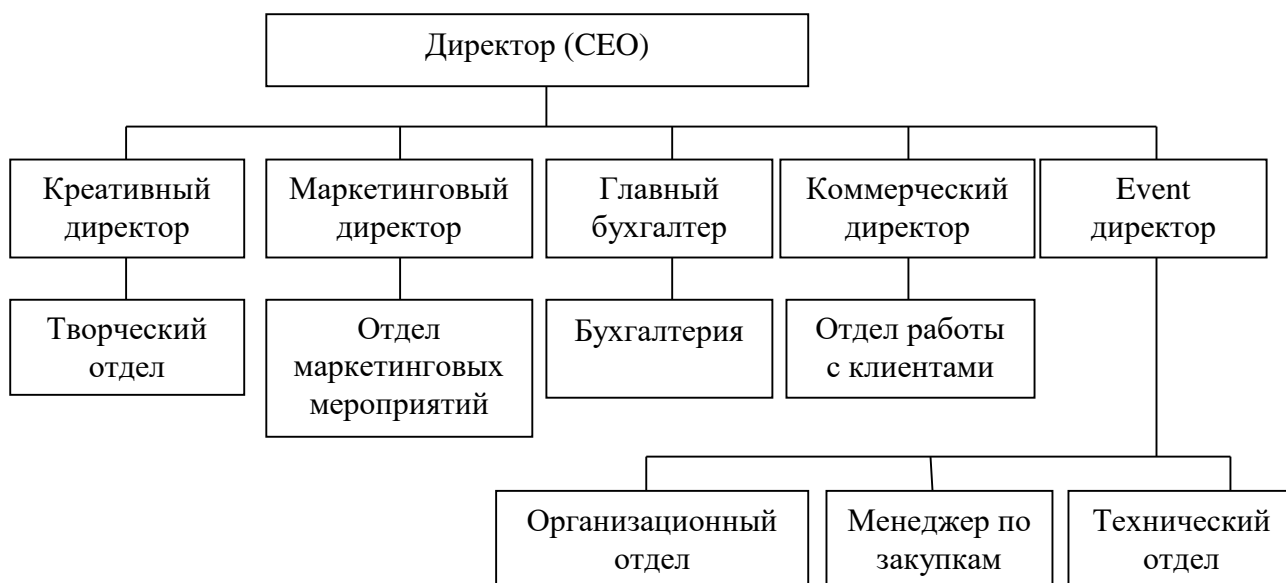 Директор (CEO)
Креативный
директор
Маркетинговый
директор
Главный
бухгалтер
Коммерческий
директор
Event
директор
Творческий
отдел
Отдел
маркетинговых
мероприятий
Бухгалтерия
Отдел работы
с клиентами
Организационный
отдел
Менеджер по
закупкам
Технический
отдел